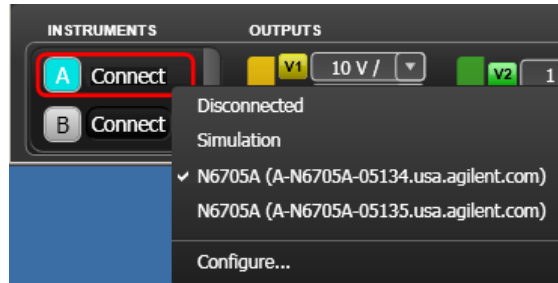 INSTRUMENTS OUTPUTS
A Connect V1 10 V / V2 1
Disconnected
B Connect
Simulation
N6705A (A-N6705A-05134.usa.agilent.com)
N6705A (A-N6705A-05135.usa.agilent.com)
Configure...